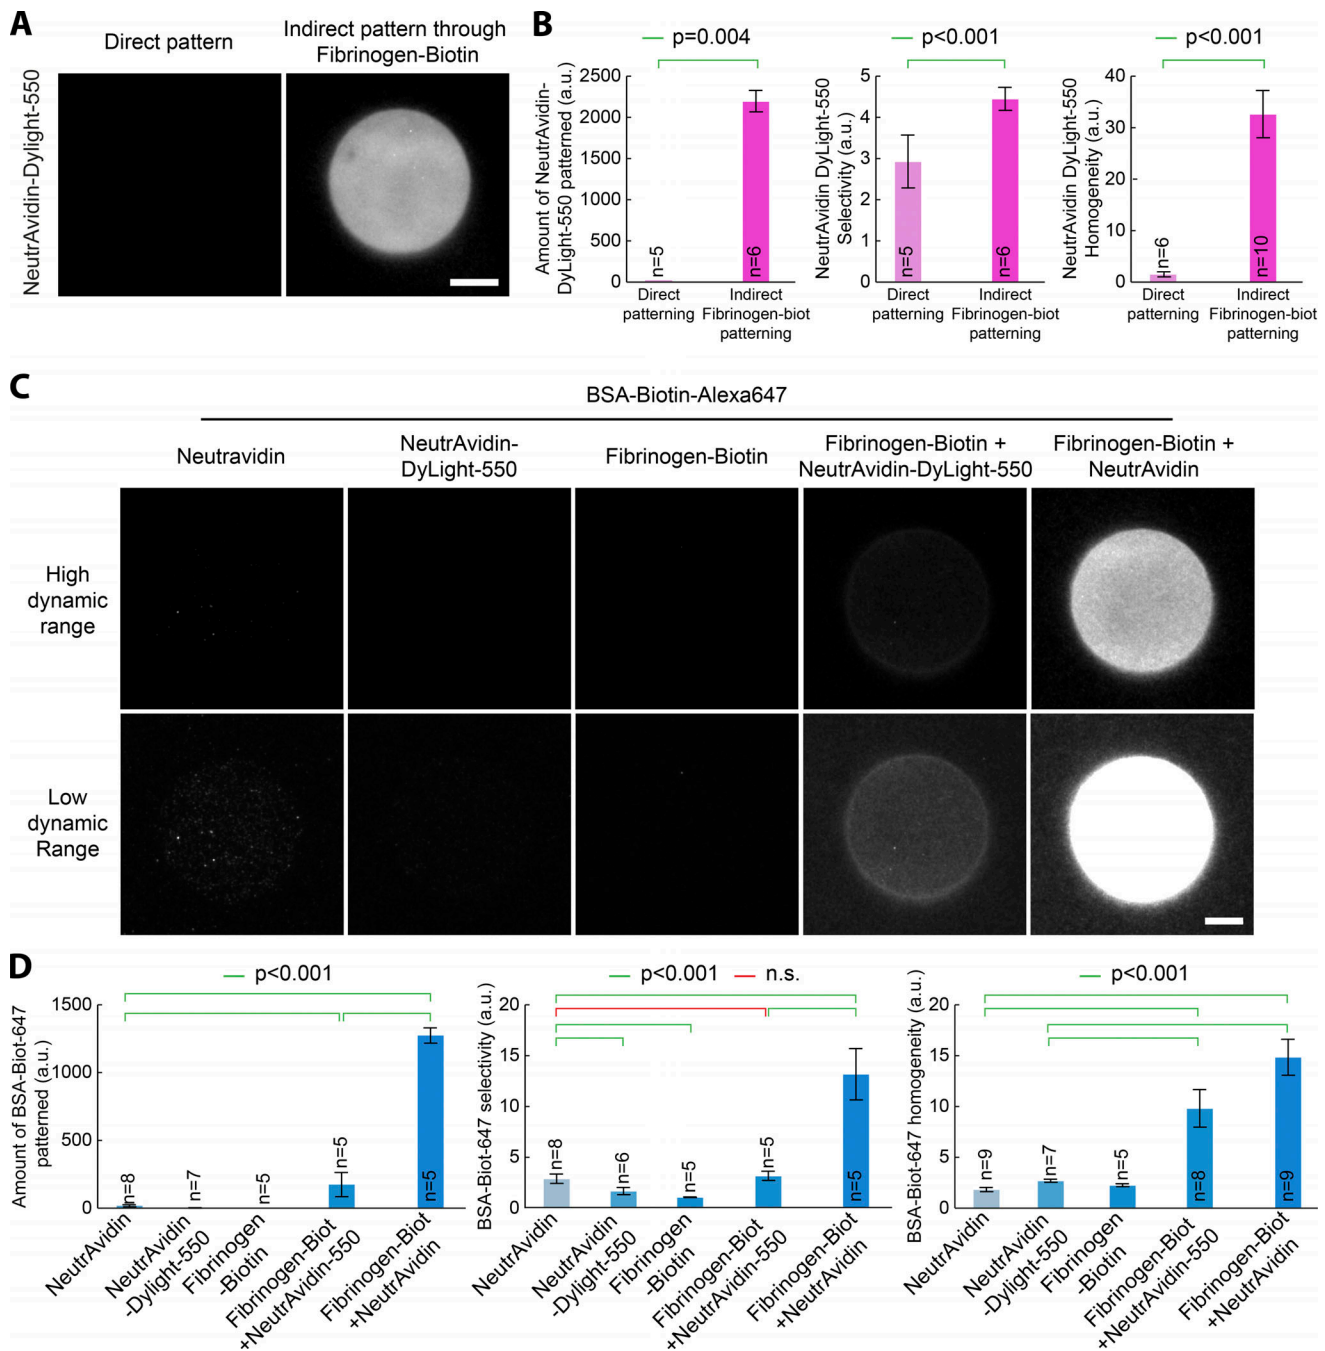 A
Direct pattern
Indirect pattern through
Fibrinogen-Biotin
NeutrAvidin-Dylight-550
B
p=0.004
Amount of NeutrAvidin-
DyLight-550 patterned (a.u.)
2500
2000
1500
1000
500
0
n=5
n=6
Direct
patterning
Indirect
Fibrinogen-biot
patterning
p<0.001
NeutrAvidin DyLight-550
Selectivity (a.u.)
5
4
3
2
1
0
n=5
n=6
Direct
patterning
Indirect
Fibrinogen-biot
patterning
p<0.001
NeutrAvidin DyLight-550
Homogeneity (a.u.)
40
30
20
10
0
n=6
n=10
Direct
patterning
Indirect
Fibrinogen-biot
patterning
C
BSA-Biotin-Alexa647
Neutravidin
NeutrAvidin-
DyLight-550
Fibrinogen-Biotin
Fibrinogen-Biotin +
NeutrAvidin-DyLight-550
Fibrinogen-Biotin +
NeutrAvidin
High
dynamic
range
Low
dynamic
Range
D
p<0.001
Amount of BSA-Biot-647
patterned (a.u.)
1500
1000
500
0
n=8
n=7
n=5
n=5
n=5
NeutrAvidin
NeutrAvidin
-Dylight-550
Fibrinogen
-Biotin
Fibrinogen-Biot
+NeutrAvidin-550
Fibrinogen-Biot
+NeutrAvidin
p<0.001
n.s.
BSA-Biot-647 selectivity (a.u.)
20
15
10
5
0
n=8
n=6
n=5
n=5
n=5
NeutrAvidin
NeutrAvidin
-Dylight-550
Fibrinogen
-Biotin
Fibrinogen-Biot
+NeutrAvidin-550
Fibrinogen-Biot
+NeutrAvidin
p<0.001
BSA-Biot-647 homogeneity (a.u.)
20
15
10
5
0
n=9
n=7
n=5
n=8
n=9
NeutrAvidin
NeutrAvidin
-Dylight-550
Fibrinogen
-Biotin
Fibrinogen-Biot
+NeutrAvidin-550
Fibrinogen-Biot
+NeutrAvidin